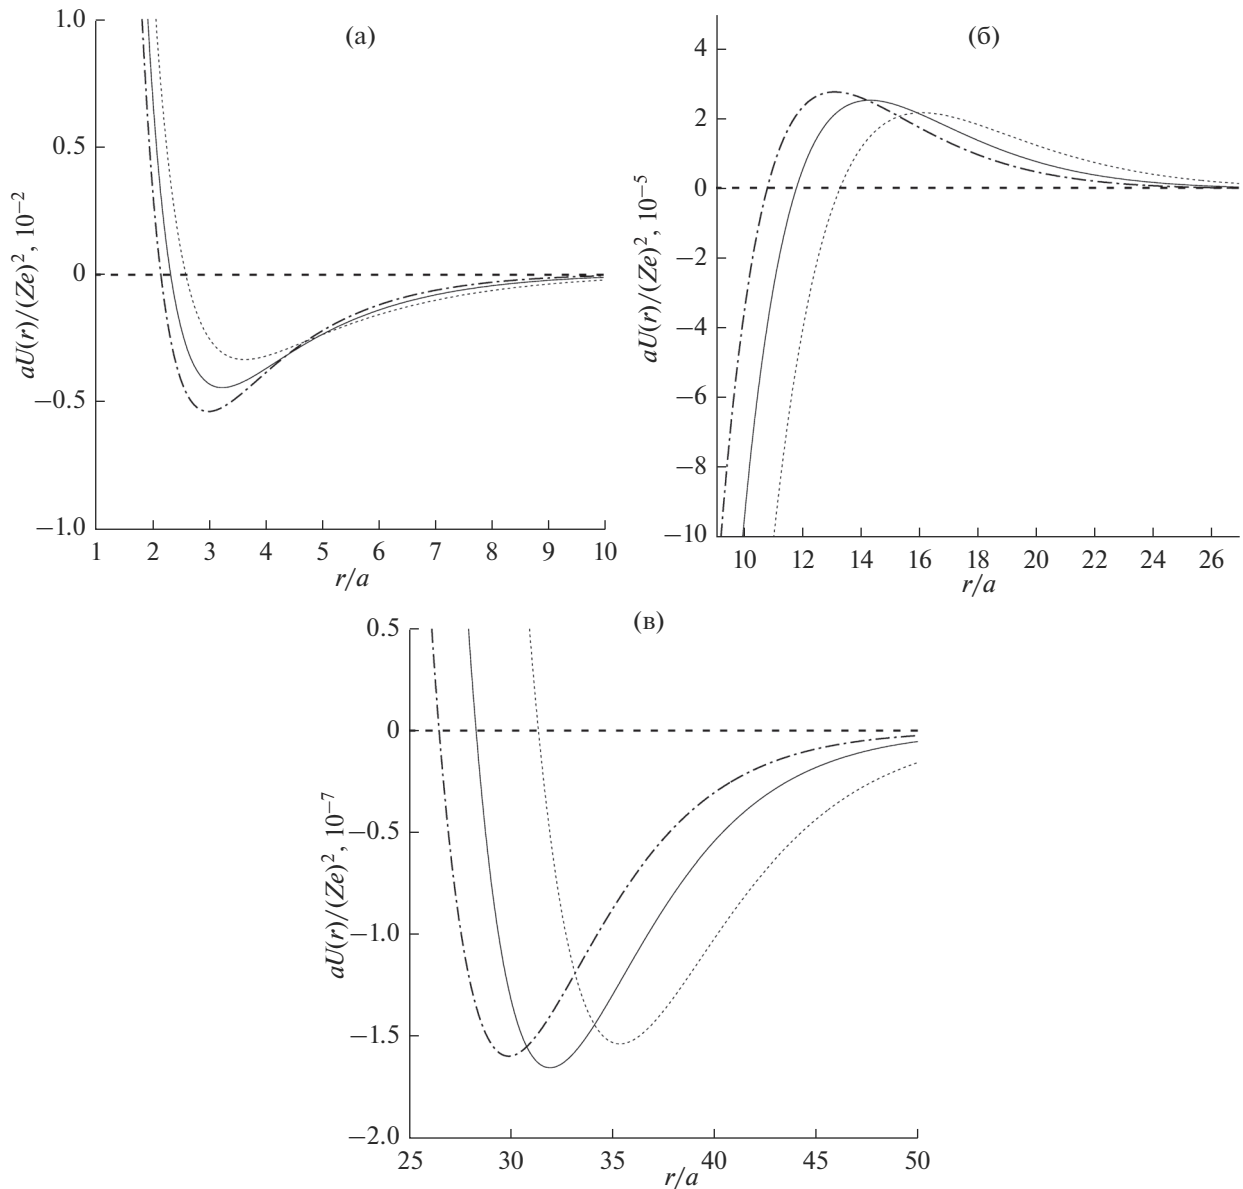 (а)
1.0
0.5
0
−0.5
−1.0
aU(r)/(Ze)², 10⁻²
1 2 3 4 5 6 7 8 9 10
r/a
(б)
4
2
0
−2
−4
−6
−8
−10
aU(r)/(Ze)², 10⁻⁵
10 12 14 16 18 20 22 24 26
r/a
(в)
0.5
0
−0.5
−1.0
−1.5
−2.0
aU(r)/(Ze)², 10⁻⁷
25 30 35 40 45 50
r/a